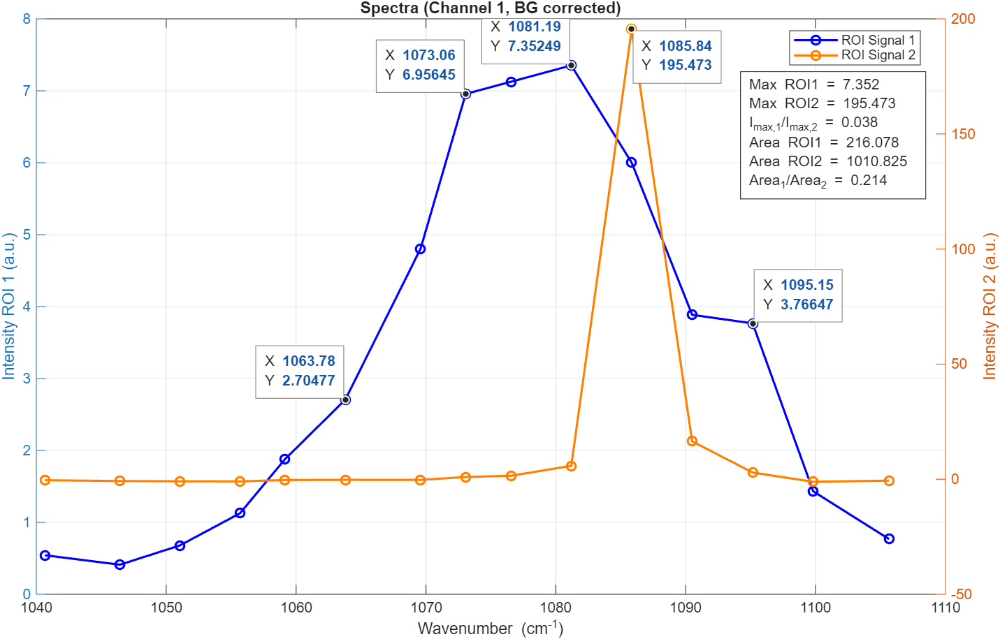 Spectra (Channel 1, BG corrected)
8
7
6
5
4
3
2
1
0
Intensity ROI 1 (a.u.)
200
150
100
50
0
-50
Intensity ROI 2 (a.u.)
1040
1050
1060
1070
1080
1090
1100
1110
Wavenumber (cm-1)
X 1063.78
Y 2.70477
X 1073.06
Y 6.95645
X 1081.19
Y 7.35249
X 1085.84
Y 195.473
X 1095.15
Y 3.76647
ROI Signal 1
ROI Signal 2
Max ROI1 = 7.352
Max ROI2 = 195.473
Imax,1/Imax,2 = 0.038
Area ROI1 = 216.078
Area ROI2 = 1010.825
Area1/Area2 = 0.214